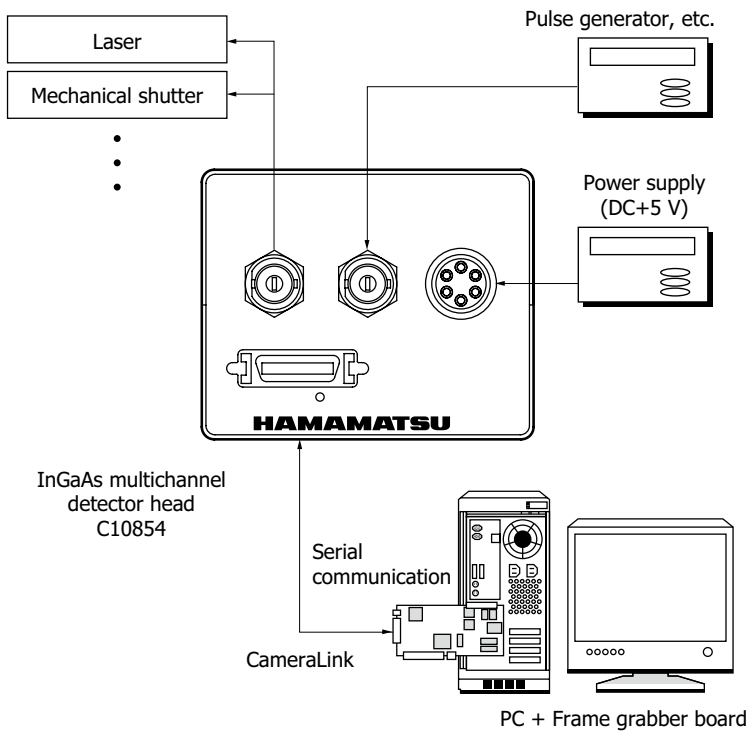 Laser
Mechanical shutter
Pulse generator, etc.
Power supply
(DC+5 V)
HAMAMATSU
InGaAs multichannel
detector head
C10854
Serial
communication
CameraLink
PC + Frame grabber board